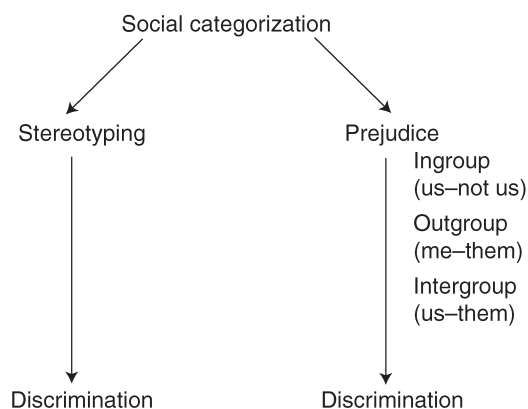 Social categorization
Stereotyping
Prejudice
Ingroup
(us–not us)
Outgroup
(me–them)
Intergroup
(us–them)
Discrimination
Discrimination